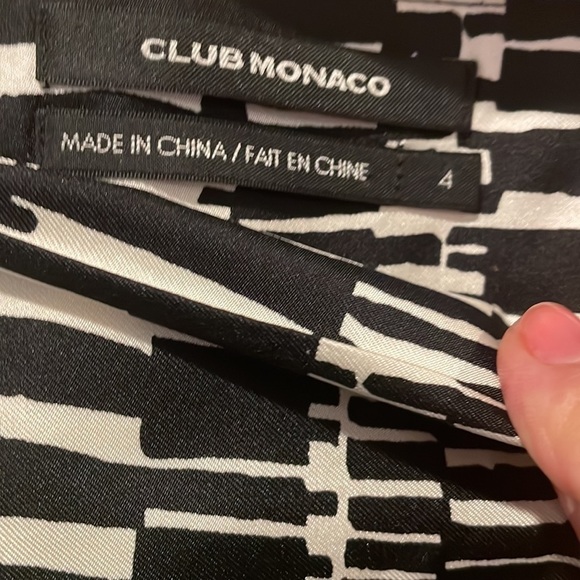 CLUB MONACO
MADE IN CHINA / FAIT EN CHINE 4